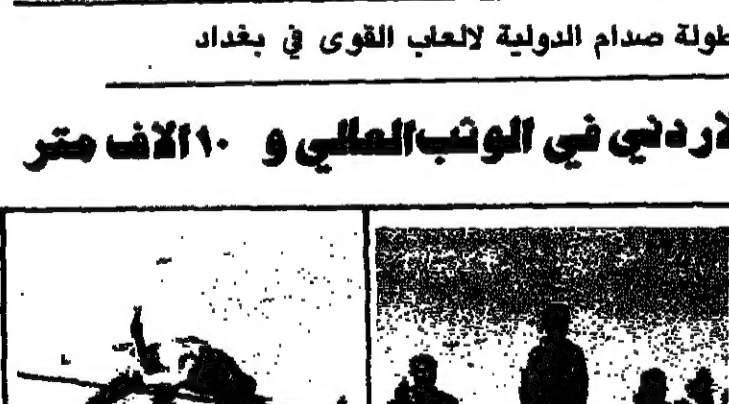 طولة صدام الدولية لالعاب القوى في بغداد
لاردني في الوثب العالي و ١٠ الاف متر